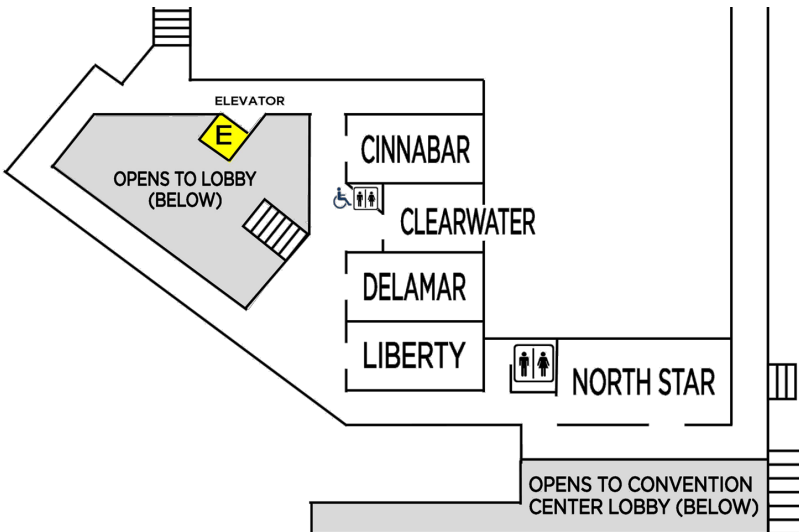 ELEVATOR
E
CINNABAR
OPENS TO LOBBY
(BELOW)
CLEARWATER
DELAMAR
LIBERTY
NORTH STAR
OPENS TO CONVENTION
CENTER LOBBY (BELOW)